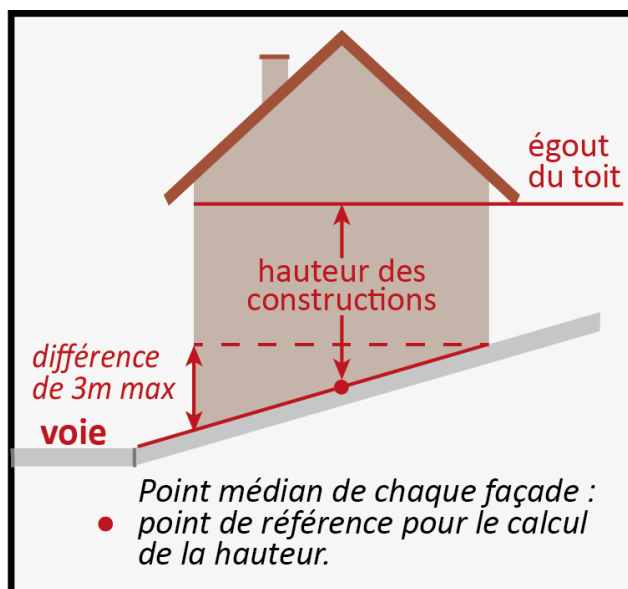 égout
du toit
hauteur des
constructions
différence
de 3m max
voie
Point médian de chaque façade :
point de référence pour le calcul
de la hauteur.